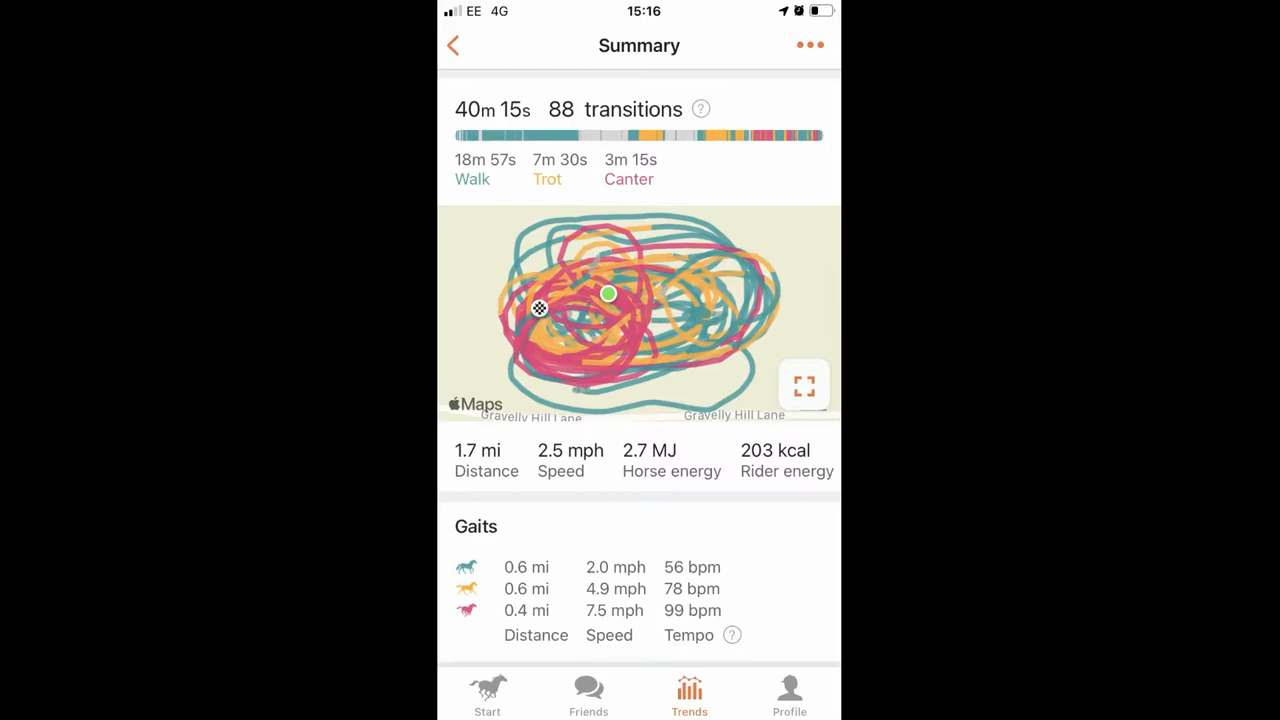 EE 4G 15:16
Summary
40m 15s 88 transitions ?
18m 57s 7m 30s 3m 15s
Walk Trot Canter
Maps
Gravelly Hill Lane Gravelly Hill Lane
1.7 mi 2.5 mph 2.7 MJ 203 kcal
Distance Speed Horse energy Rider energy
Gaits
0.6 mi 2.0 mph 56 bpm
0.6 mi 4.9 mph 78 bpm
0.4 mi 7.5 mph 99 bpm
Distance Speed Tempo ?
Start Friends Trends Profile